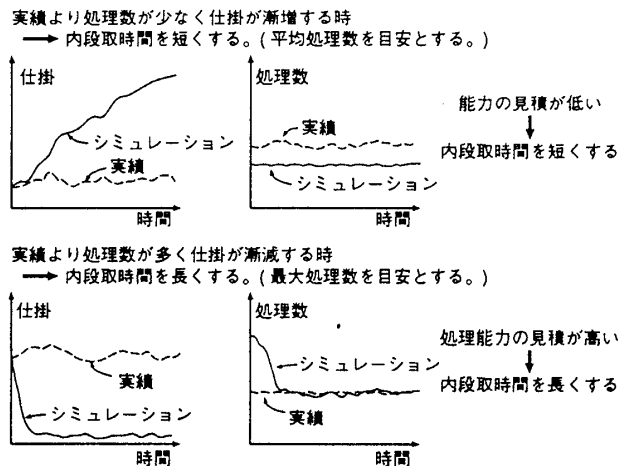 実績より処理数が少なく仕掛が漸増する時
→ 内段取時間を短くする。(平均処理数を目安とする。)
仕掛
シミュレーション
実績
時間
処理数
実績
シミュレーション
時間
能力の見積が低い
↓
内段取時間を短くする
実績より処理数が多く仕掛が漸減する時
→ 内段取時間を長くする。(最大処理数を目安とする。)
仕掛
実績
シミュレーション
時間
処理数
シミュレーション
実績
時間
処理能力の見積が高い
↓
内段取時間を長くする